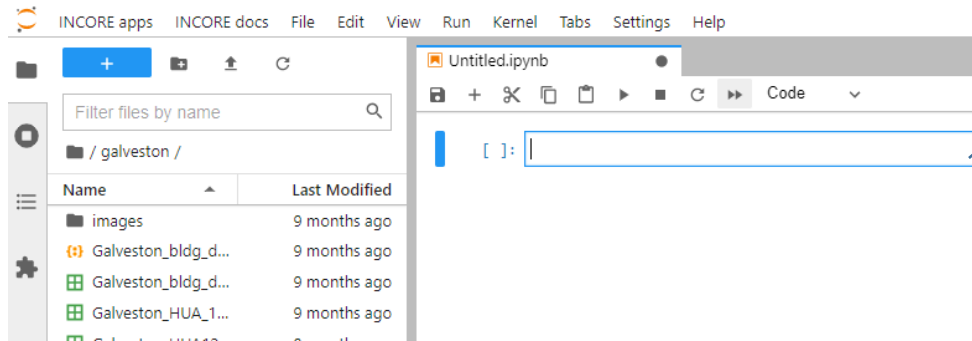 INCORE apps INCORE docs File Edit View Run Kernel Tabs Settings Help
Untitled.ipynb
Filter files by name
Code
/ galveston /
[ ]:
Name Last Modified
images 9 months ago
Galveston_bldg_d... 9 months ago
Galveston_bldg_d... 9 months ago
Galveston_HUA_1... 9 months ago